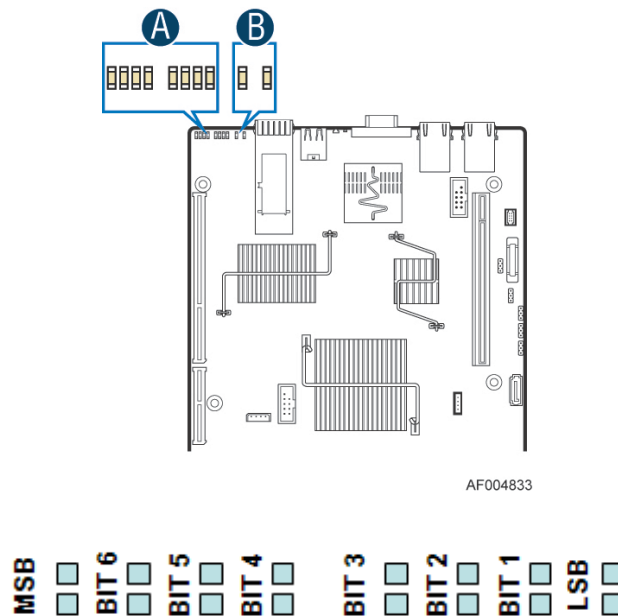 A
B
AF004833
MSB
BIT 6
BIT 5
BIT 4
BIT 3
BIT 2
BIT 1
LSB